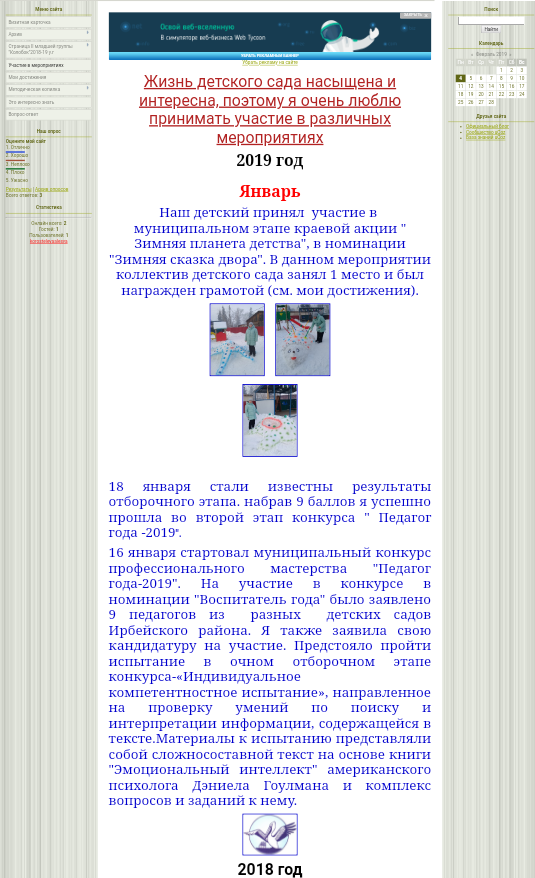 Меню сайта
Визитная карточка
Архив
Страница II младшей группы
"Колобок"2018-19 уч
Участие в мероприятиях
Мои достижения
Методическая копилка
Это интересно знать
Вопрос-ответ
Наш опрос
Оцените мой сайт
1. Отлично
2. Хорошо
3. Неплохо
4. Плохо
5. Ужасно
Результаты | Архив опросов
Всего ответов: 3
Статистика
Онлайн всего: 2
Гостей: 1
Пользователей: 1
Освой веб-вселенную
В симуляторе веб-бизнеса Web Tycoon
УБРАТЬ РЕКЛАМНЫЙ БАННЕР
Убрать рекламу на сайте
Жизнь детского сада насыщена и
интересна, поэтому я очень люблю
принимать участие в различных
мероприятиях
2019 год
Январь
Наш детский принял участие в
муниципальном этапе краевой акции "
Зимняя планета детства", в номинации
"Зимняя сказка двора". В данном мероприятии
коллектив детского сада занял 1 место и был
награжден грамотой (см. мои достижения).
18 января стали известны результаты
отборочного этапа. набрав 9 баллов я успешно
прошла во второй этап конкурса " Педагог
года -2019".
16 января стартовал муниципальный конкурс
профессионального мастерства "Педагог
года-2019". На участие в конкурсе в
номинации "Воспитатель года" было заявлено
9 педагогов из разных детских садов
Ирбейского района. Я также заявила свою
кандидатуру на участие. Предстояло пройти
испытание в очном отборочном этапе
конкурса-«Индивидуальное
компетентностное испытание», направленное
на проверку умений по поиску и
интерпретации информации, содержащейся в
тексте.Материалы к испытанию представляли
собой сложносоставной текст на основе книги
"Эмоциональный интеллект" американского
психолога Дэниела Гоулмана и комплекс
вопросов и заданий к нему.
2018 год
Поиск
Найти
Календарь
« Февраль 2019 »
Пн Вт Ср Чт Пт Сб Вс
1 2 3
4 5 6 7 8 9 10
11 12 13 14 15 16 17
18 19 20 21 22 23 24
25 26 27 28
Друзья сайта
Официальный блог
Сообщество uCoz
База знаний uCoz